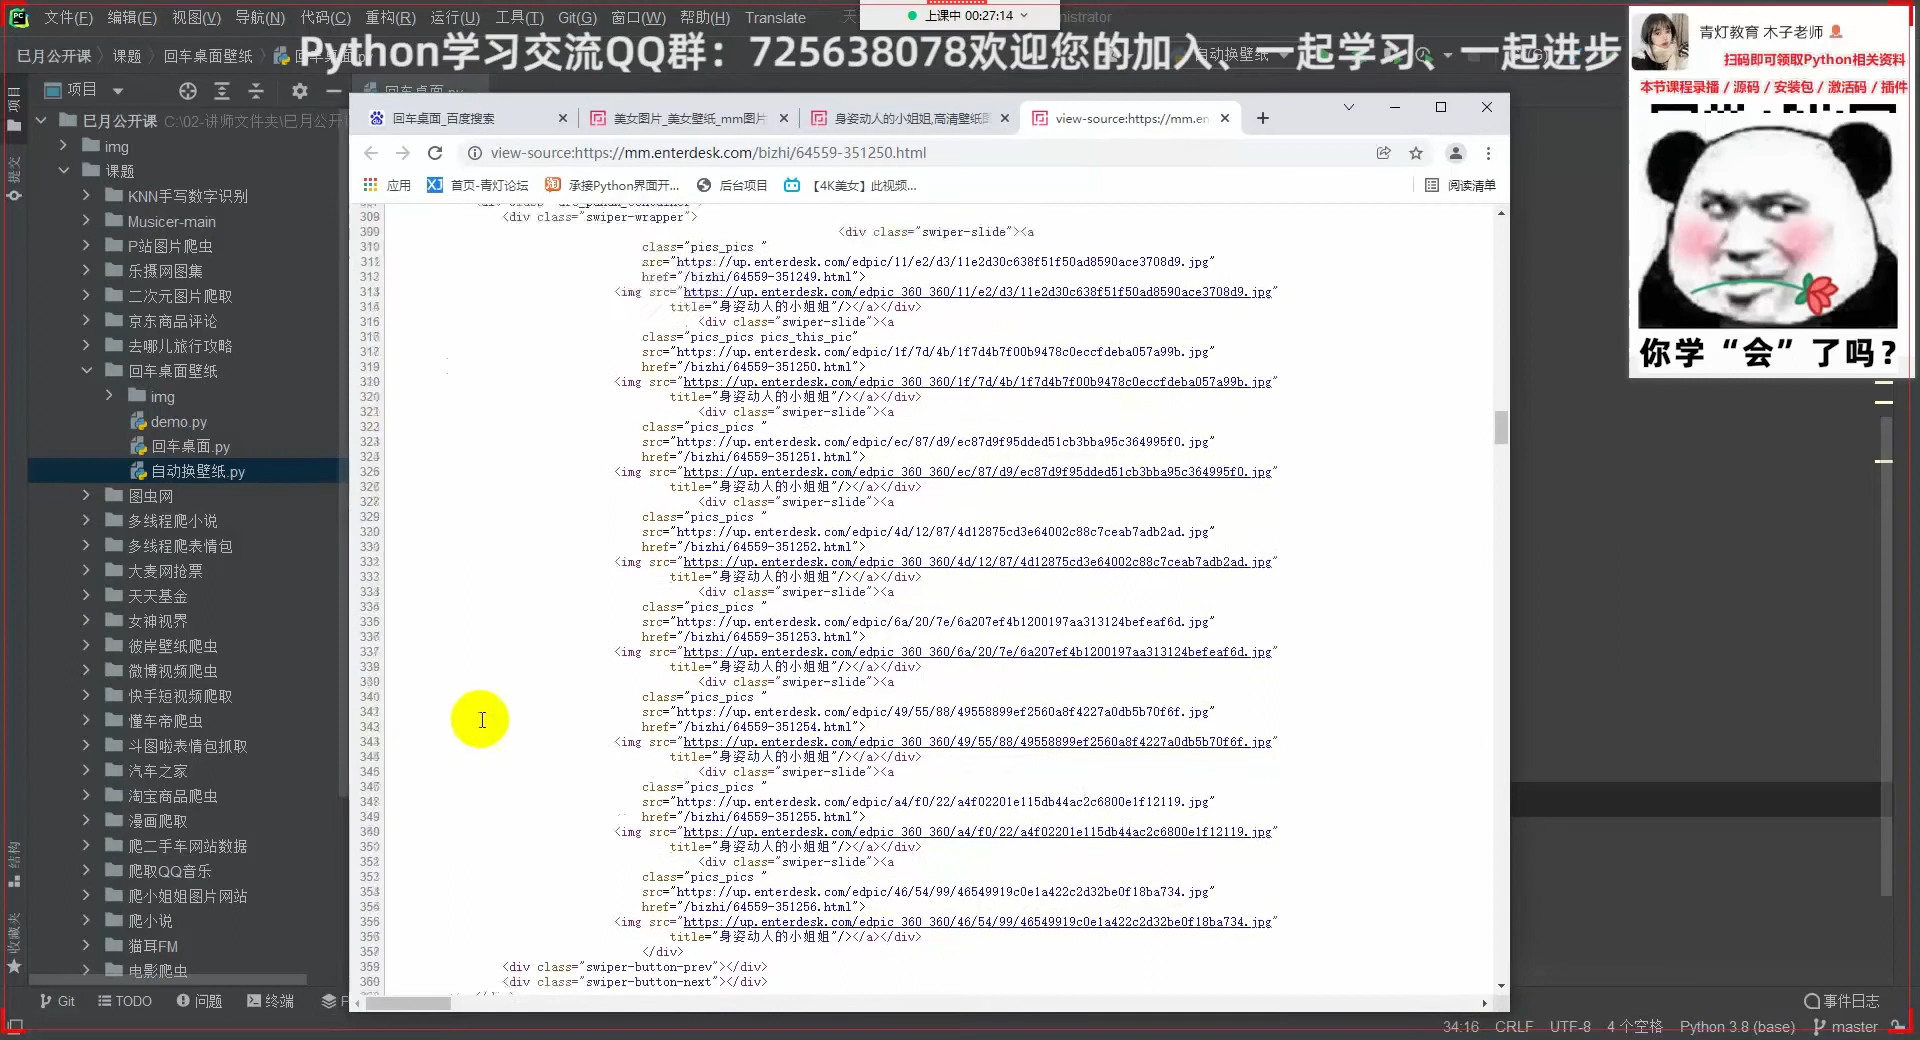 文件(F) 编辑(E) 视图(V) 导航(N) 代码(C) 重构(R) 运行(U) 工具(T) Git(G) 窗口(W) 帮助(H) Translate
上课中 00:27:14
Python学习交流QQ群：725638078欢迎您的加入、一起学习、一起进步
巳月公开课 课题 回车桌面壁纸
自动换壁纸
青灯教育 木子老师
扫码即可领取Python相关资料
本节课程录播 / 源码 / 安装包 / 激活码 / 插件
你学“会”了吗?
项目
项目
提交
结构
收藏夹
巳月公开课 C:\02-讲师文件夹\巳月公开
img
课题
KNN手写数字识别
Musicer-main
P站图片爬虫
乐摄网图集
二次元图片爬取
京东商品评论
去哪儿旅行攻略
回车桌面壁纸
img
demo.py
回车桌面.py
自动换壁纸.py
图虫网
多线程爬小说
多线程爬表情包
大麦网抢票
天天基金
女神视界
彼岸壁纸爬虫
微博视频爬虫
快手短视频爬取
懂车帝爬虫
斗图啦表情包抓取
汽车之家
淘宝商品爬虫
漫画爬取
爬二手车网站数据
爬取QQ音乐
爬小姐姐图片网站
爬小说
猫耳FM
电影爬虫
回车桌面_百度搜索
美女图片_美女壁纸_mm图片
身姿动人的小姐姐,高清壁纸图
view-source:https://mm.en
view-source:https://mm.enterdesk.com/bizhi/64559-351250.html
应用 首页-青灯论坛 承接Python界面开... 后台项目 【4K美女】此视频... 阅读清单
<div class="swiper-wrapper">
<div class="swiper-slide"><a
class="pics_pics "
src="https://up.enterdesk.com/edpic/11/e2/d3/11e2d30c638f51f50ad8590ace3708d9.jpg"
href="/bizhi/64559-351249.html">
<img src="https://up.enterdesk.com/edpic_360_360/11/e2/d3/11e2d30c638f51f50ad8590ace3708d9.jpg"
title="身姿动人的小姐姐"/></a></div>
<div class="swiper-slide"><a
class="pics_pics pics_this_pic"
src="https://up.enterdesk.com/edpic/1f/7d/4b/1f7d4b7f00b9478c0eccfdeba057a99b.jpg"
href="/bizhi/64559-351250.html">
<img src="https://up.enterdesk.com/edpic_360_360/1f/7d/4b/1f7d4b7f00b9478c0eccfdeba057a99b.jpg"
title="身姿动人的小姐姐"/></a></div>
<div class="swiper-slide"><a
class="pics_pics "
src="https://up.enterdesk.com/edpic/ec/87/d9/ec87d9f95dded51cb3bba95c364995f0.jpg"
href="/bizhi/64559-351251.html">
<img src="https://up.enterdesk.com/edpic_360_360/ec/87/d9/ec87d9f95dded51cb3bba95c364995f0.jpg"
title="身姿动人的小姐姐"/></a></div>
<div class="swiper-slide"><a
class="pics_pics "
src="https://up.enterdesk.com/edpic/4d/12/87/4d12875cd3e64002c88c7ceab7adb2ad.jpg"
href="/bizhi/64559-351252.html">
<img src="https://up.enterdesk.com/edpic_360_360/4d/12/87/4d12875cd3e64002c88c7ceab7adb2ad.jpg"
title="身姿动人的小姐姐"/></a></div>
<div class="swiper-slide"><a
class="pics_pics "
src="https://up.enterdesk.com/edpic/6a/20/7e/6a207ef4b1200197aa313124befeaf6d.jpg"
href="/bizhi/64559-351253.html">
<img src="https://up.enterdesk.com/edpic_360_360/6a/20/7e/6a207ef4b1200197aa313124befeaf6d.jpg"
title="身姿动人的小姐姐"/></a></div>
<div class="swiper-slide"><a
class="pics_pics "
src="https://up.enterdesk.com/edpic/49/55/88/49558899ef2560a8f4227a0db5b70f6f.jpg"
href="/bizhi/64559-351254.html">
<img src="https://up.enterdesk.com/edpic_360_360/49/55/88/49558899ef2560a8f4227a0db5b70f6f.jpg"
title="身姿动人的小姐姐"/></a></div>
<div class="swiper-slide"><a
class="pics_pics "
src="https://up.enterdesk.com/edpic/a4/f0/22/a4f02201e115db44ac2c6800e1f12119.jpg"
href="/bizhi/64559-351255.html">
<img src="https://up.enterdesk.com/edpic_360_360/a4/f0/22/a4f02201e115db44ac2c6800e1f12119.jpg"
title="身姿动人的小姐姐"/></a></div>
<div class="swiper-slide"><a
class="pics_pics "
src="https://up.enterdesk.com/edpic/46/54/99/46549919c0e1a422c2d32be0f18ba734.jpg"
href="/bizhi/64559-351256.html">
<img src="https://up.enterdesk.com/edpic_360_360/46/54/99/46549919c0e1a422c2d32be0f18ba734.jpg"
title="身姿动人的小姐姐"/></a></div>
</div>
<div class="swiper-button-prev"></div>
<div class="swiper-button-next"></div>
Git TODO 问题 终端 事件日志
34:16 CRLF UTF-8 4 个空格 Python 3.8 (base) master